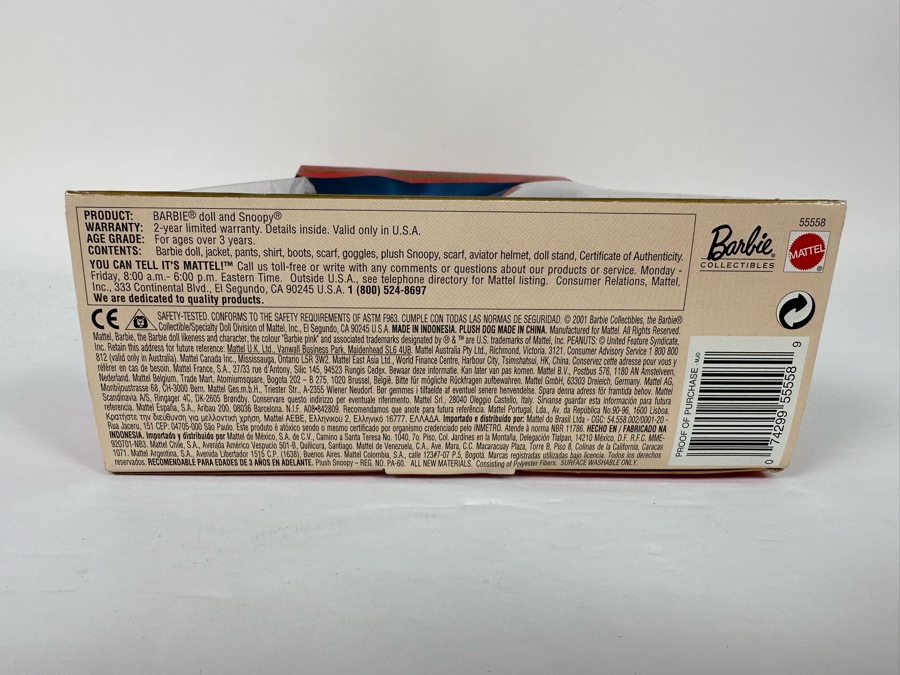 PRODUCT: BARBIE® doll and Snoopy®
WARRANTY: 2-year limited warranty. Details inside. Valid only in U.S.A.
AGE GRADE: For ages over 3 years.
CONTENTS: Barbie doll, jacket, pants, shirt, boots, scarf, goggles, plush Snoopy, scarf, aviator helmet, doll stand, Certificate of Authenticity.
YOU CAN TELL IT'S MATTEL!™ Call us toll-free or write with any comments or questions about our products or service. Monday -
Friday, 8:00 a.m.- 6:00 p.m. Eastern Time. Outside U.S.A., see telephone directory for Mattel listing. Consumer Relations, Mattel,
Inc., 333 Continental Blvd., El Segundo, CA 90245 U.S.A. 1 (800) 524-8697
We are dedicated to quality products.
55558
Barbie
COLLECTIBLES
MATTEL
CE
SAFETY-TESTED. CONFORMS TO THE SAFETY REQUIREMENTS OF ASTM F963. CUMPLE CON TODAS LAS NORMAS DE SEGURIDAD. © 2001 Barbie Collectibles, the Barbie®
Collectible/Specialty Doll Division of Mattel, Inc., El Segundo, CA 90245 U.S.A. MADE IN INDONESIA. PLUSH DOG MADE IN CHINA. Manufactured for Mattel. All Rights Reserved.
Mattel, Barbie, the Barbie doll likeness and character, the colour "Barbie pink" and associated trademarks designated by ® & ™ are U.S. trademarks of Mattel, Inc. PEANUTS: © United Feature Syndicate,
Inc. Retain this address for future reference: Mattel U.K. Ltd., Vanwall Business Park, Maidenhead SL6 4UB. Mattel Australia Pty Ltd., Richmond, Victoria. 3121. Consumer Advisory Service 1 800 800
812 (valid only in Australia). Mattel Canada Inc., Mississauga, Ontario L5R 3W2. Mattel East Asia Ltd., World Finance Centre, Harbour City, Tsimshatsui, HK, China. Conservez cette adresse pour vous y
référer en cas de besoin. Mattel France, S.A., 27/33 rue d'Antony, Silic 145, 94523 Rungis Cedex. Bewaar deze informatie. Kan later van pas komen. Mattel B.V., Postbus 576, 1180 AN Amstelveen,
Nederland. Mattel Belgium, Trade Mart, Atomiumsquare, Bogota 202 – B 275, 1020 Brussel, België. Bitte für mögliche Rückfragen aufbewahren. Mattel GmbH, 63303 Dreieich, Germany. Mattel AG,
Monbijoustrasse 68, CH-3000 Bern. Mattel Ges.m.b.H., Triester Str., A-2355 Wiener Neudorf. Bør gemmes i tilfælde af eventuel senere henvendelse. Spara denna adress för framtida behov. Mattel
Scandinavia A/S, Ringager 4C, DK-2605 Brøndby. Conservare questo indirizzo per eventuale riferimento. Mattel Srl., 28040 Oleggio Castello, Italy. Sírvanse guardar esta información para futura
referencia. Mattel España, S.A., Aribau 200, 08036 Barcelona. N.I.F. A08•842809. Recomendamos que anote para futura referência. Mattel Portugal, Lda., Av. da República No.90-96, 1600 Lisboa.
Κρατήστε την διεύθυνση για μελλοντική χρήση. Mattel AEBE, Ελληνικού 2, Ελληνικό 16777, ΕΛΛΑΔΑ. Importado e distribuído por: Mattel do Brasil Ltda - CGC: 54.558.002/0001-20 -
Rua Jaceru, 151 CEP: 04705-000 São Paulo. Este produto é atóxico sendo o mesmo certificado por organismo credenciado pelo INMETRO. Atende à norma NBR 11786. HECHO EN / FABRICADO NA
INDONESIA. Importado y distribuido por Mattel de México, S.A. de C.V., Camino a Santa Teresa No. 1040, 7o. Piso, Col. Jardines en la Montaña, Delegación Tlalpan, 14210 México, D.F. R.F.C. MME-
920701-NB3. Mattel Chile, S.A., Avenida Américo Vespucio 501-B, Quilicura, Santiago. Mattel de Venezuela, C.A., Ave. Mara, C.C. Macaracuay Plaza, Torre B, Piso 8, Colinas de la California, Caracas
1071. Mattel Argentina, S.A., Avenida Libertador 1515 C.P. (1638), Buenos Aires. Mattel Colombia, S.A., calle 123#7-07 P.5, Bogotá. Marcas registradas utilizadas bajo licencia. Todos los derechos
reservados. RECOMENDABLE PARA EDADES DE 3 AÑOS EN ADELANTE. Plush Snoopy – REG. NO. PA-60. ALL NEW MATERIALS. Consisting of Polyester Fibers. SURFACE WASHABLE ONLY.
PROOF OF PURCHASE
0 74299 55558 9